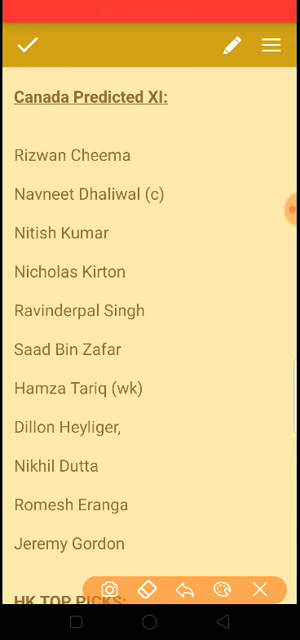 Canada Predicted XI:
Rizwan Cheema
Navneet Dhaliwal (c)
Nitish Kumar
Nicholas Kirton
Ravinderpal Singh
Saad Bin Zafar
Hamza Tariq (wk)
Dillon Heyliger,
Nikhil Dutta
Romesh Eranga
Jeremy Gordon
HK TOP PICKS: